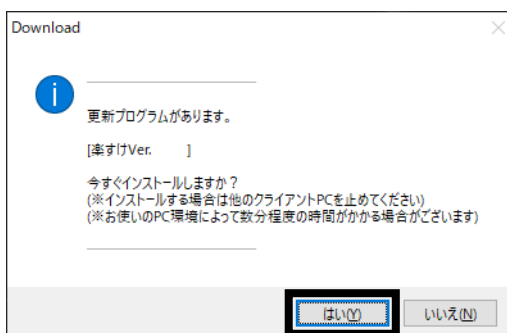 Download
更新プログラムがあります。
[楽すけVer. ]
今すぐインストールしますか？
(※インストールする場合は他のクライアントPCを止めてください)
(※お使いのPC環境によって数分程度の時間がかかる場合がございます)
はい(Y) いいえ(N)